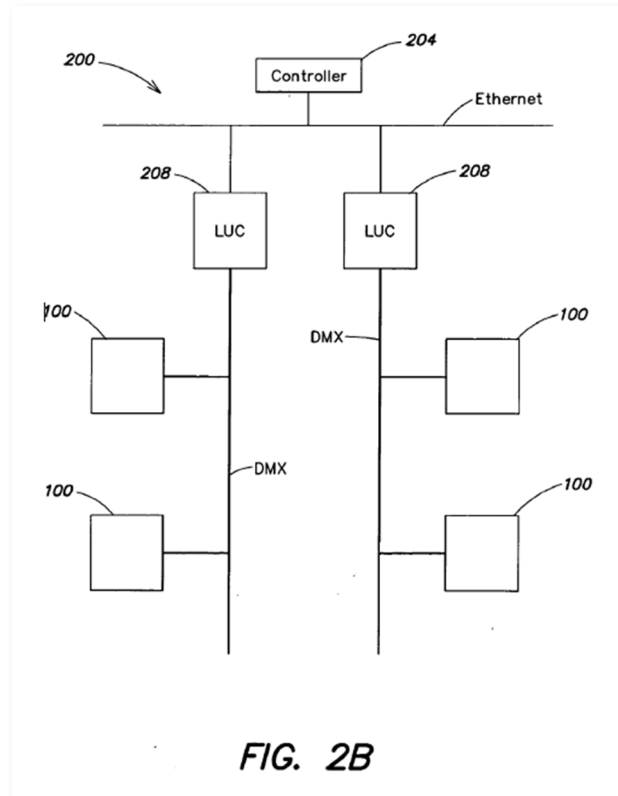 204
200
Controller
Ethernet
208
208
LUC
LUC
100
100
DMX
DMX
100
100
FIG. 2B